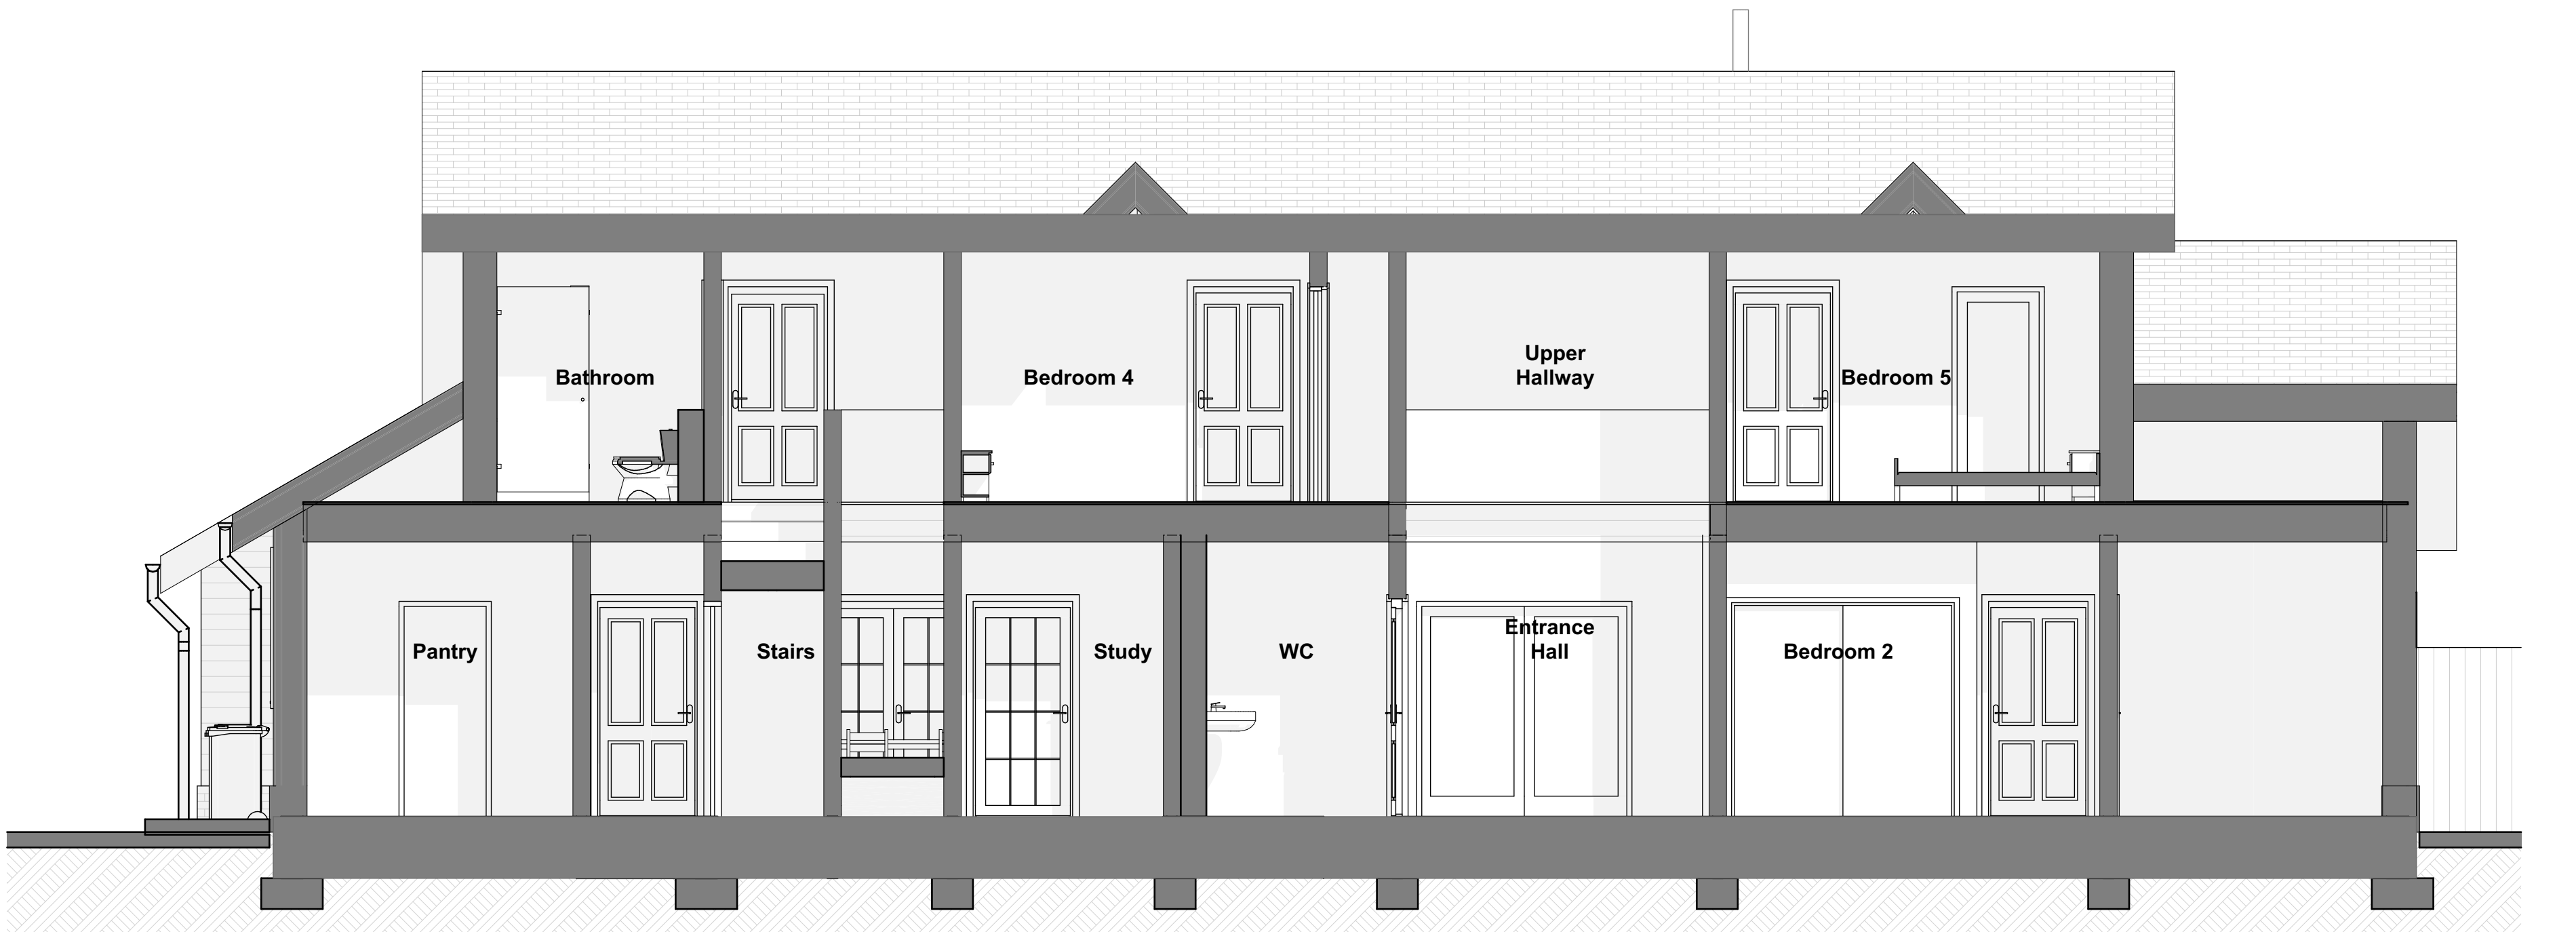 Bathroom
Bedroom 4
Upper
Hallway
Bedroom 5
Pantry
Stairs
Study
WC
Entrance
Hall
Bedroom 2